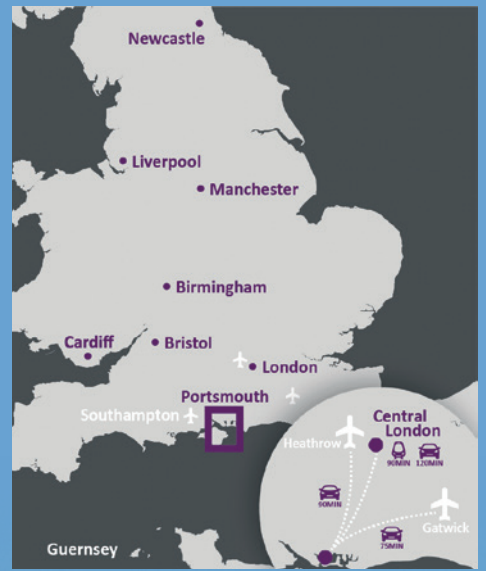 Newcastle
Liverpool
Manchester
Birmingham
Cardiff
Bristol
London
Portsmouth
Southampton
Central
London
Heathrow
90MIN
120MIN
90MIN
Gatwick
75MIN
Guernsey